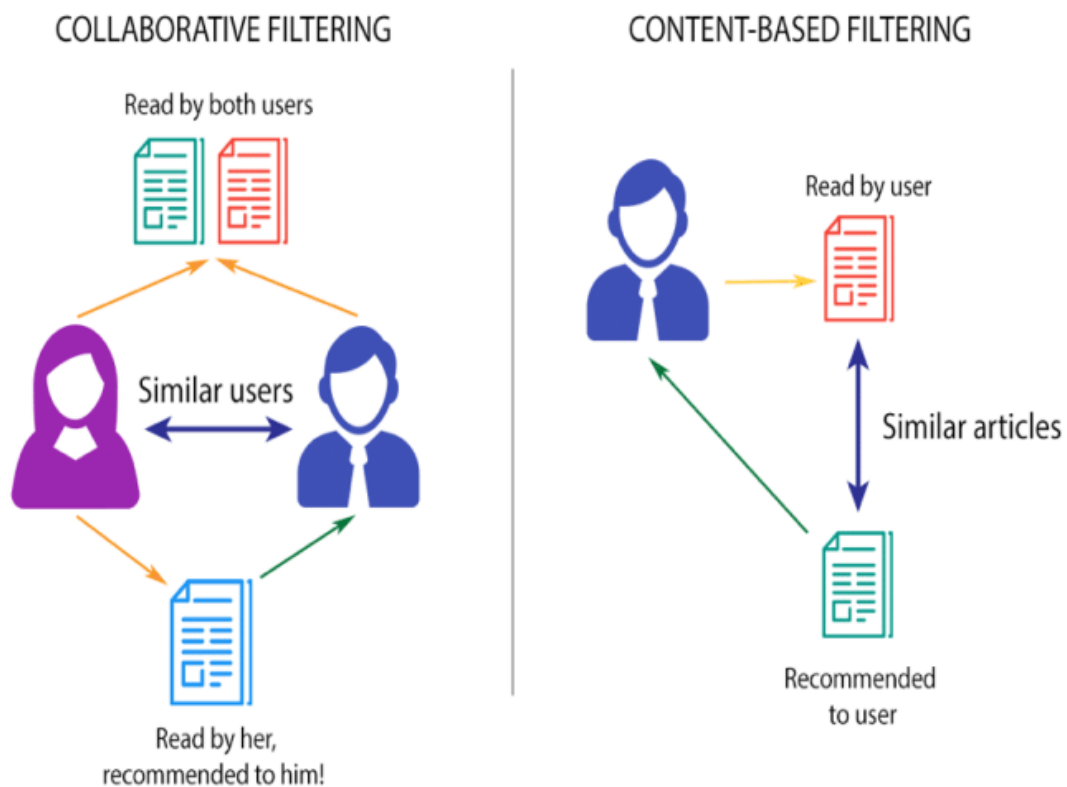 COLLABORATIVE FILTERING
Read by both users
Similar users
Read by her,
recommended to him!
CONTENT-BASED FILTERING
Read by user
Similar articles
Recommended
to user